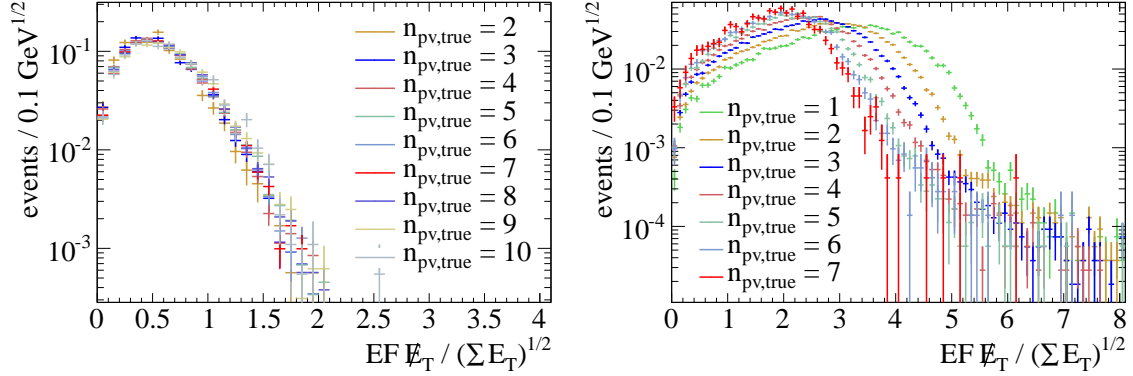 events / 0.1 GeV^1/2
10^-1
10^-2
10^-3
0 0.5 1 1.5 2 2.5 3 3.5 4
EF E̸_T / (∑ E_T)^1/2
n_pv,true = 2
n_pv,true = 3
n_pv,true = 4
n_pv,true = 5
n_pv,true = 6
n_pv,true = 7
n_pv,true = 8
n_pv,true = 9
n_pv,true = 10
events / 0.1 GeV^1/2
10^-2
10^-3
10^-4
0 1 2 3 4 5 6 7 8
EF E̸_T / (∑ E_T)^1/2
n_pv,true = 1
n_pv,true = 2
n_pv,true = 3
n_pv,true = 4
n_pv,true = 5
n_pv,true = 6
n_pv,true = 7